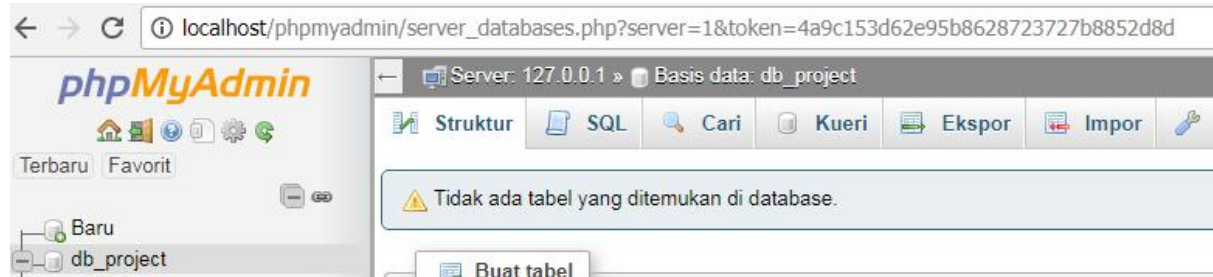 localhost/phpmyadmin/server_databases.php?server=1&token=4a9c153d62e95b8628723727b8852d8d
phpMyAdmin
Server: 127.0.0.1 » Basis data: db_project
Struktur SQL Cari Kueri Ekspor Impor
Terbaru Favorit
Tidak ada tabel yang ditemukan di database.
Baru
db_project
Buat tabel